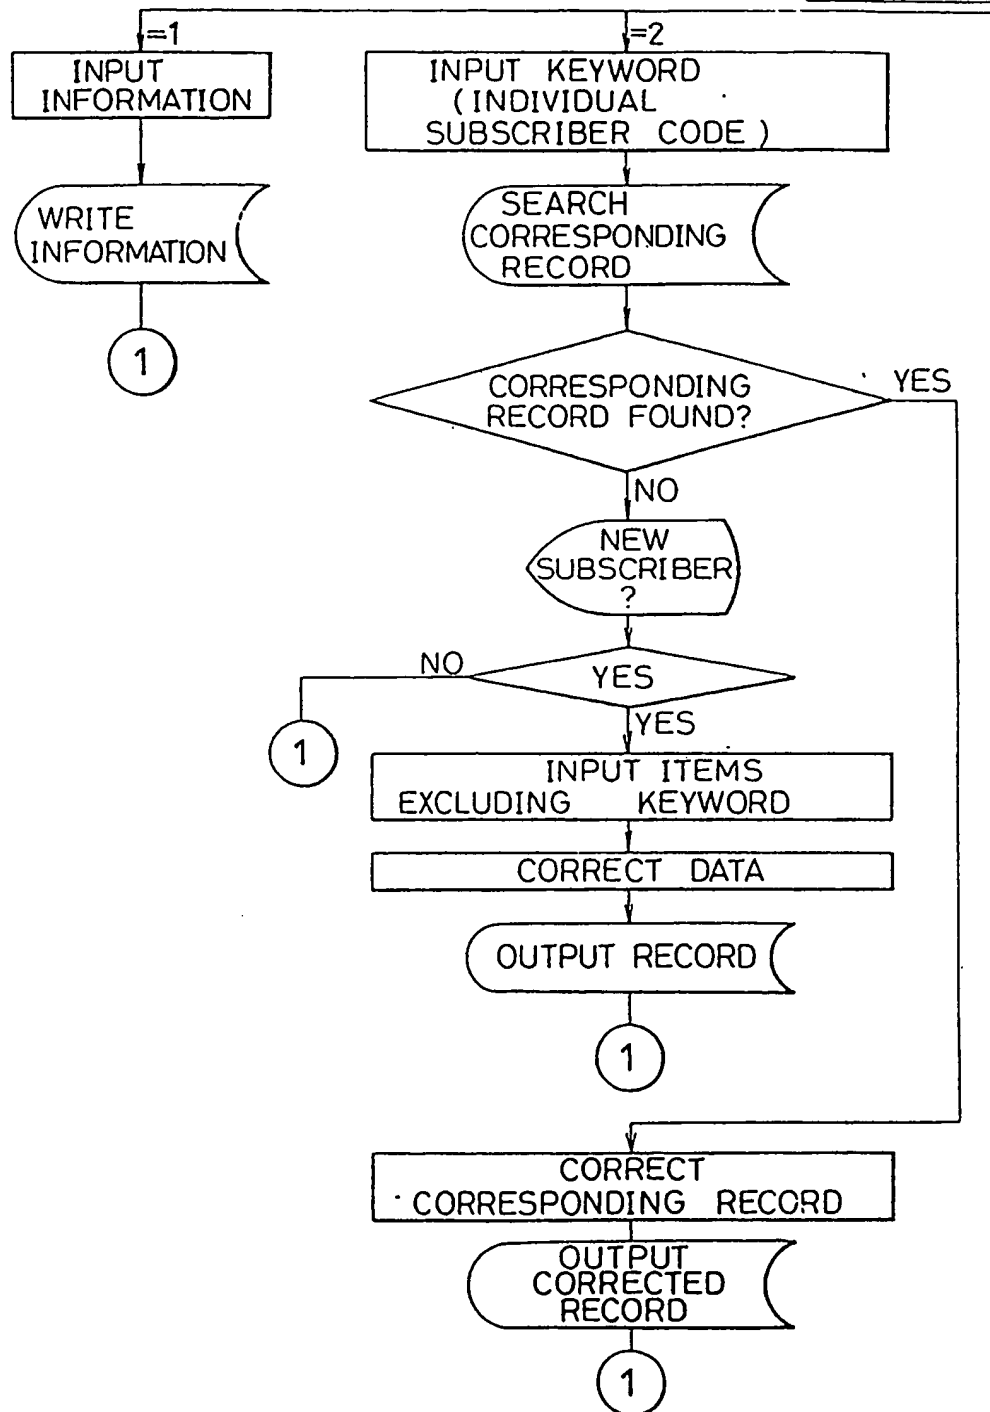 =1
INPUT
INFORMATION
WRITE
INFORMATION
1
=2
INPUT KEYWORD
(INDIVIDUAL
SUBSCRIBER CODE)
SEARCH
CORRESPONDING
RECORD
CORRESPONDING
RECORD FOUND?
YES
NO
NEW
SUBSCRIBER
?
NO
YES
YES
1
INPUT ITEMS
EXCLUDING KEYWORD
CORRECT DATA
OUTPUT RECORD
1
CORRECT
CORRESPONDING RECORD
OUTPUT
CORRECTED
RECORD
1